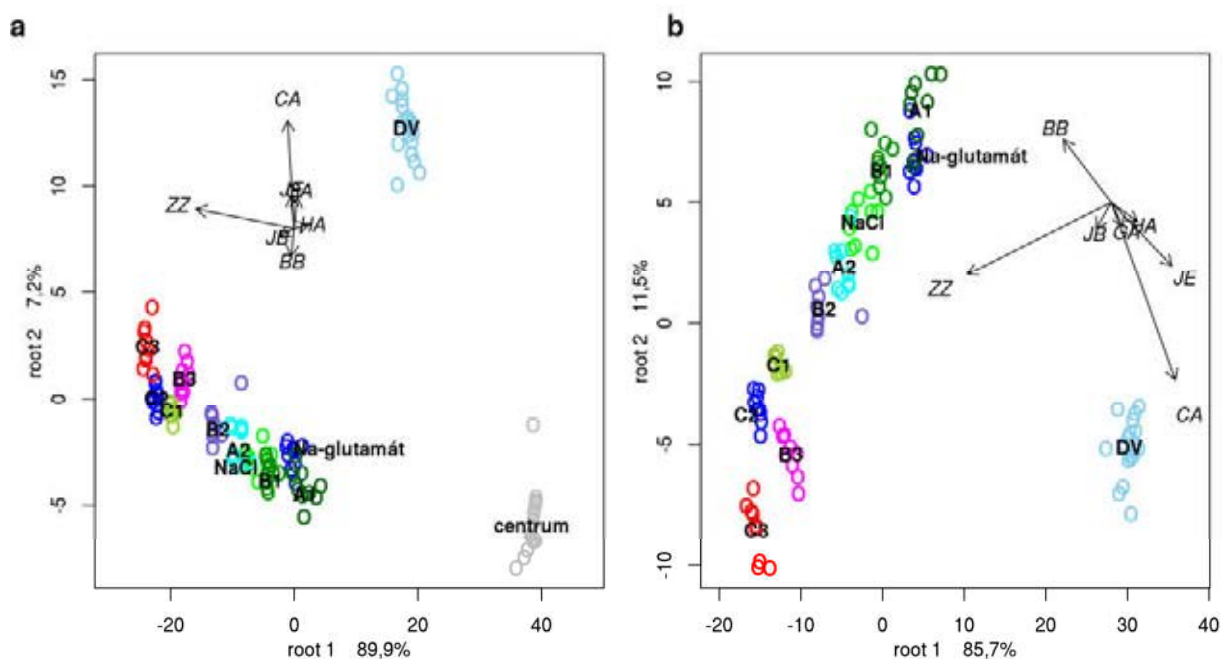 a
15
10
5
0
-5
root 2 7,2%
CA
DV
ZZ
HA
JB
BB
C3
B3
C1
B2
A2
NaCl
B1
Na-glutamát
centrum
-20 0 20 40
root 1 89,9%
b
10
5
0
-5
-10
root 2 11,5%
A1
BB
Na-glutamát
B1
NaCl
HA
JB
A2
JE
ZZ
B2
C1
C2
CA
B3
DV
C3
-20 -10 0 10 20 30 40
root 1 85,7%